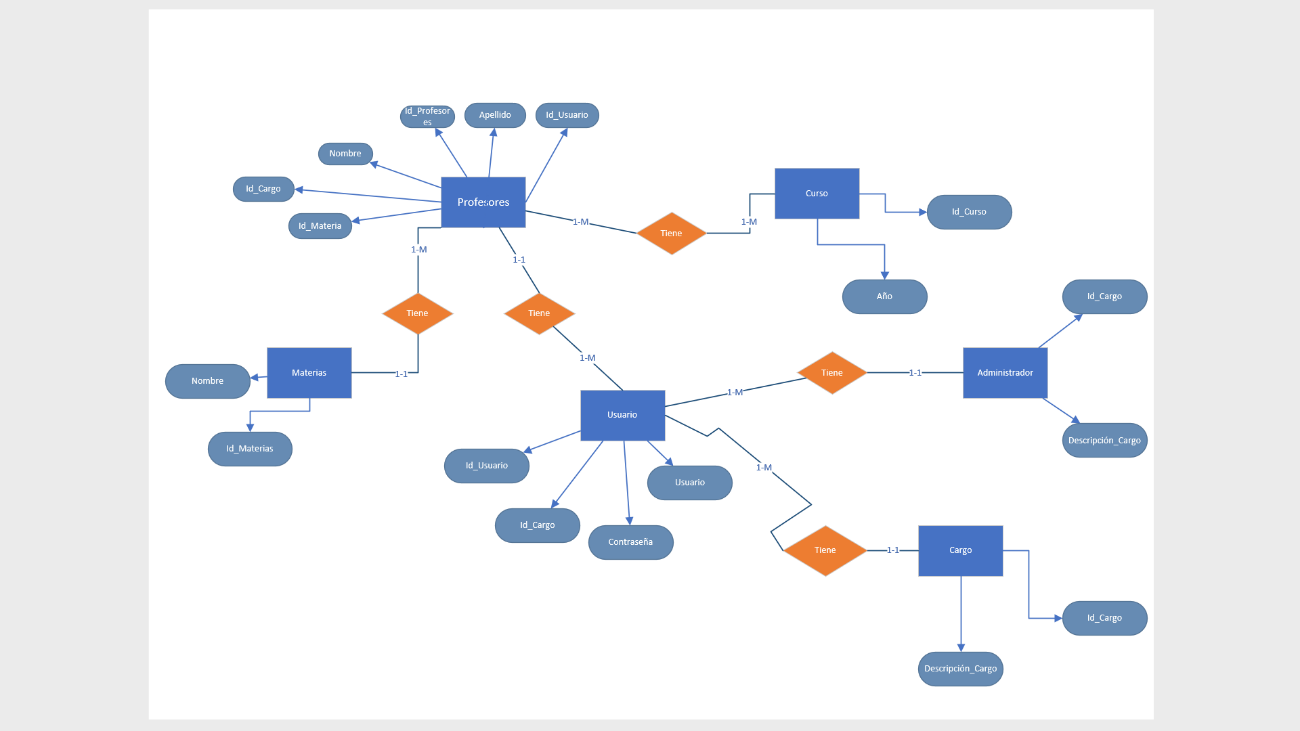 Id_Profesor
es
Apellido
Id_Usuario
Nombre
Id_Cargo
Profesores
Curso
Id_Materia
Id_Curso
1-M
1-M
Tiene
1-M
1-1
Año
Id_Cargo
Tiene
Tiene
1-M
Materias
1-1
Nombre
Tiene
1-1
Administrador
1-M
Usuario
Id_Materias
Descripción_Cargo
Id_Usuario
1-M
Usuario
Id_Cargo
Contraseña
Tiene
1-1
Cargo
Id_Cargo
Descripción_Cargo